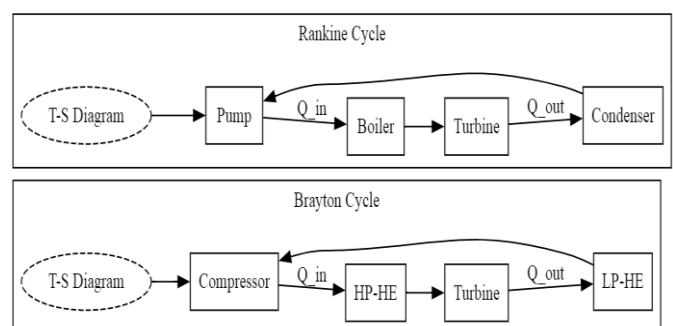 Rankine Cycle
T-S Diagram
Pump
Q_in
Boiler
Turbine
Q_out
Condenser
Brayton Cycle
T-S Diagram
Compressor
Q_in
HP-HE
Turbine
Q_out
LP-HE